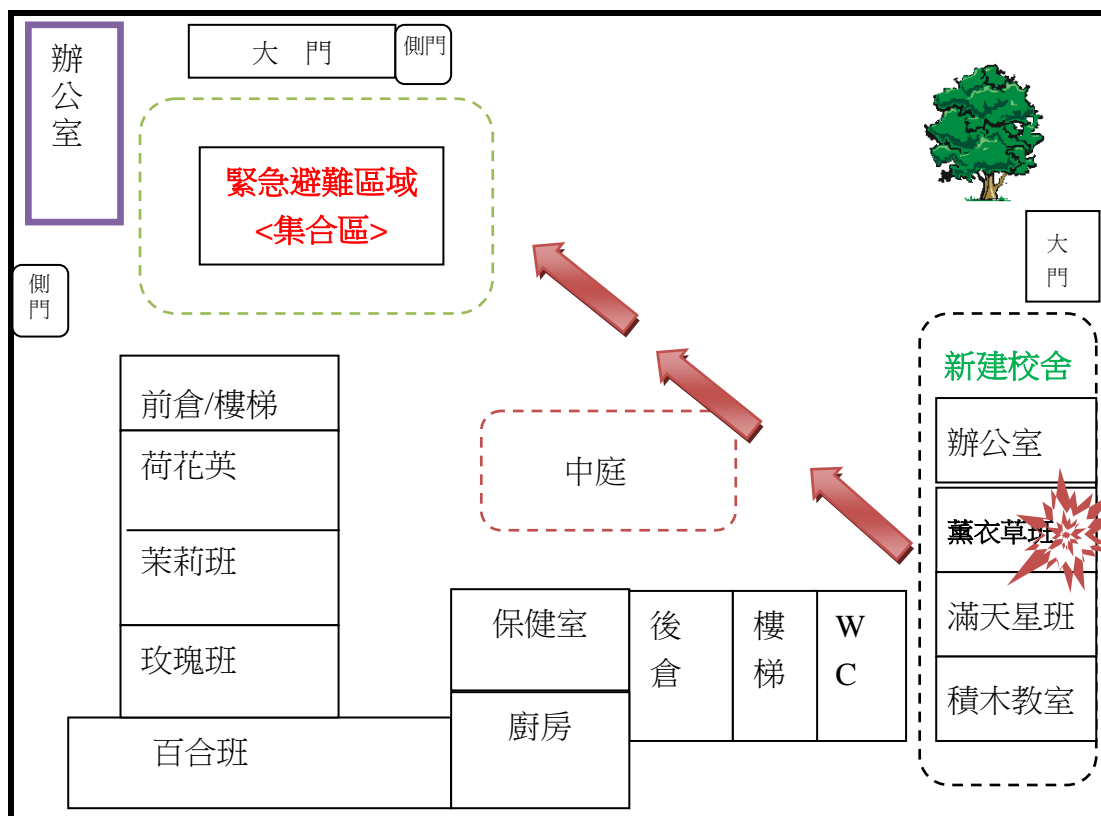 辦
公
室
大 門
側門
緊急避難區域
<集合區>
側
門
大
門
新建校舍
前倉/樓梯
荷花英
茉莉班
玫瑰班
百合班
中庭
保健室
廚房
後
倉
樓
梯
W
C
辦公室
薰衣草班
滿天星班
積木教室